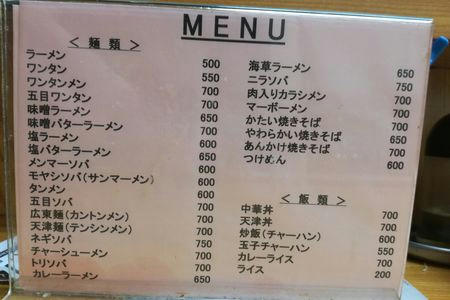 MENU
＜ 麺 類 ＞
ラーメン 500
ワンタン 550
ワンタンメン 700
五目ワンタン 700
味噌ラーメン 600
味噌バターラーメン 700
塩ラーメン 600
塩バターラーメン 650
メンマーソバ 600
モヤシソバ(サンマーメン) 600
タンメン 600
五目ソバ 700
広東麺(カントンメン) 700
天津麺(テンシンメン) 700
ネギソバ 750
チャーシューメン 700
トリソバ 700
カレーラーメン 650
海草ラーメン 650
ニラソバ 750
肉入りカラシメン 700
マーボーメン 700
かたい焼きそば 700
やわらかい焼きそば 650
あんかけ焼きそば 700
つけめん 600
＜ 飯 類 ＞
中華丼 700
天津丼 700
炒飯(チャーハン) 600
玉子チャーハン 550
カレーライス 700
ライス 200